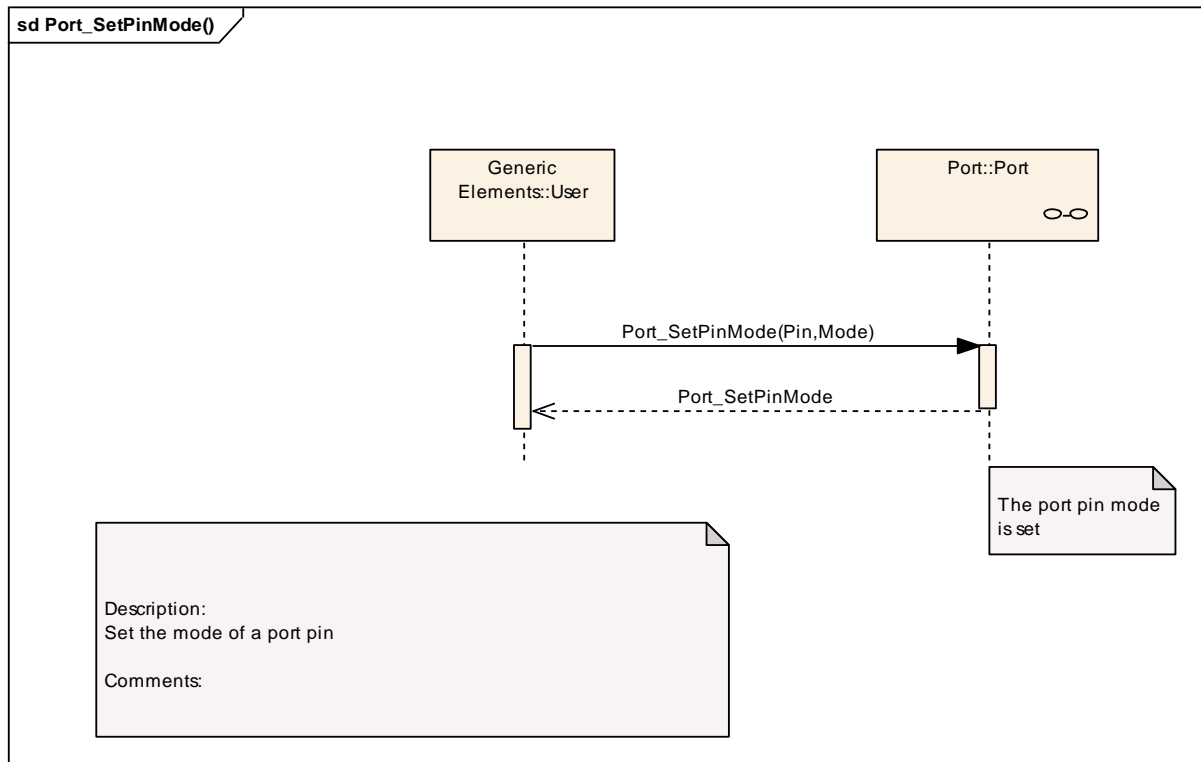 sd Port_SetPinMode()
Generic
Elements::User
Port::Port
Port_SetPinMode(Pin,Mode)
Port_SetPinMode
The port pin mode
is set
Description:
Set the mode of a port pin
Comments: